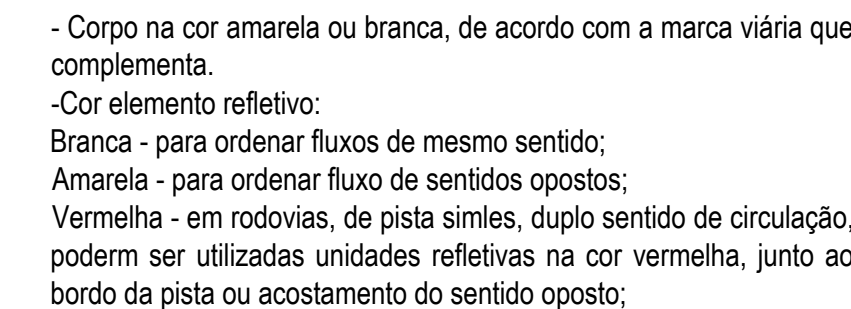 - Corpo na cor amarela ou branca, de acordo com a marca viária que
complementa.
-Cor elemento refletivo:
Branca - para ordenar fluxos de mesmo sentido;
Amarela - para ordenar fluxo de sentidos opostos;
Vermelha - em rodovias, de pista simles, duplo sentido de circulação,
poderm ser utilizadas unidades refletivas na cor vermelha, junto ao
bordo da pista ou acostamento do sentido oposto;